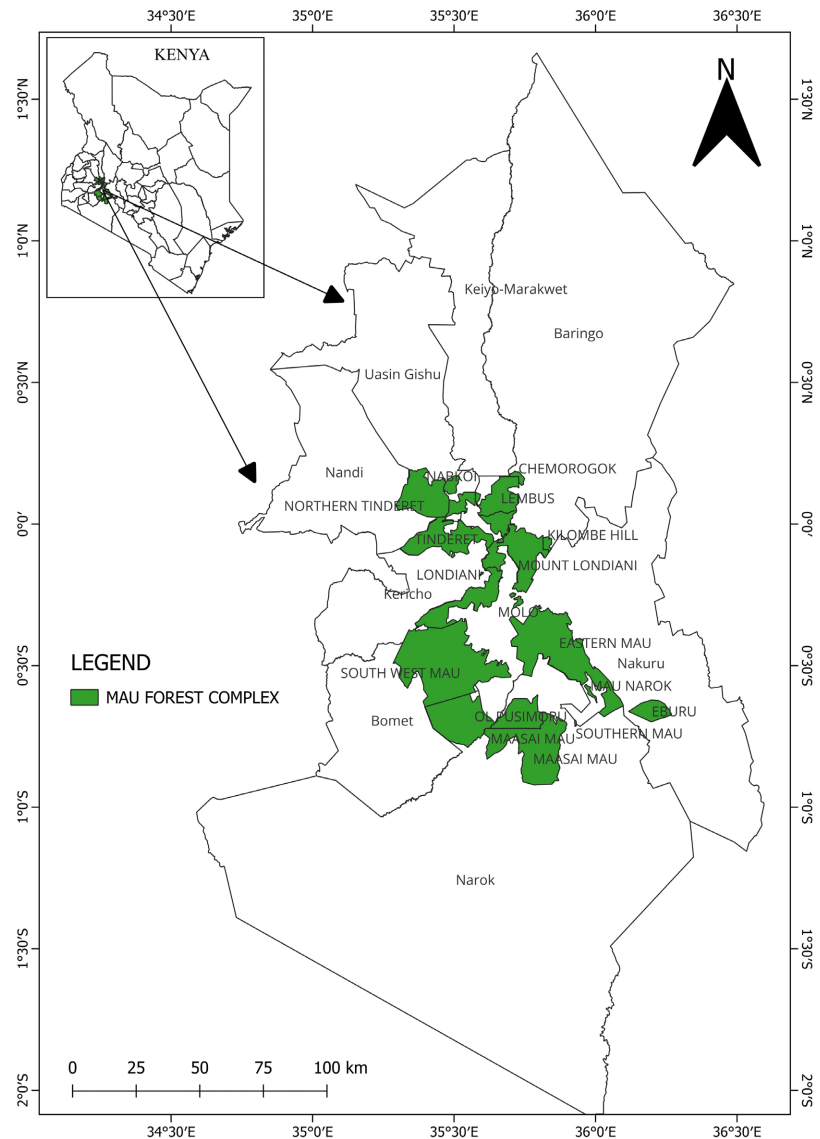 34°30'E 35°0'E 35°30'E 36°0'E 36°30'E
KENYA
N
1°30'N 1°30'N
1°0'N 1°0'N
Keiyo-Marakwet
Baringo
0°30'N 0°30'N
Uasin Gishu
Nandi
CHEMOROGOK
NABKOI
LEMBUS
NORTHERN TINDERET
0°0' 0°0'
KILOMBE HILL
TINDERET
MOUNT LONDIANI
LONDIANI
Kericho
MOLO
EASTERN MAU
LEGEND
Nakuru
0°30'S 0°30'S
SOUTH WEST MAU
MAU NAROK
MAU FOREST COMPLEX
EBURU
OL PUSIMORU
Bomet
SOUTHERN MAU
MAASAI MAU
MAASAI MAU
1°0'S 1°0'S
Narok
1°30'S 1°30'S
0 25 50 75 100 km
2°0'S 2°0'S
34°30'E 35°0'E 35°30'E 36°0'E 36°30'E